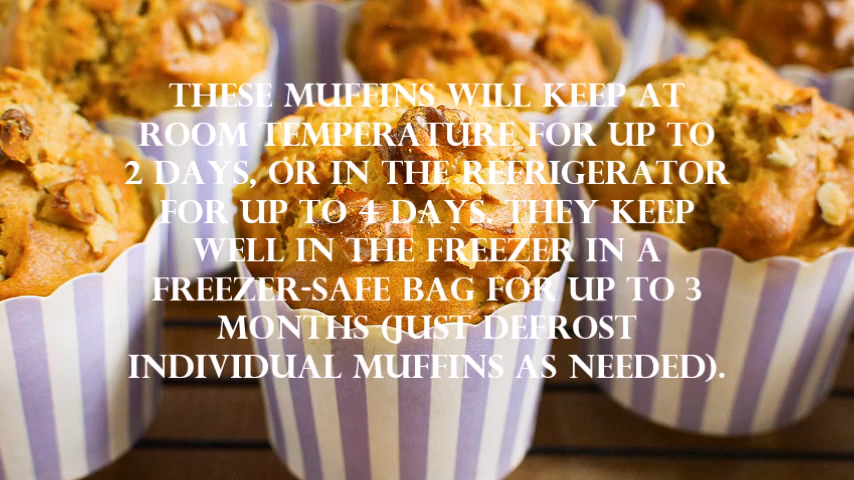 THESE MUFFINS WILL KEEP AT
ROOM TEMPERATURE FOR UP TO
2 DAYS, OR IN THE REFRIGERATOR
FOR UP TO 4 DAYS. THEY KEEP
WELL IN THE FREEZER IN A
FREEZER-SAFE BAG FOR UP TO 3
MONTHS (JUST DEFROST
INDIVIDUAL MUFFINS AS NEEDED).